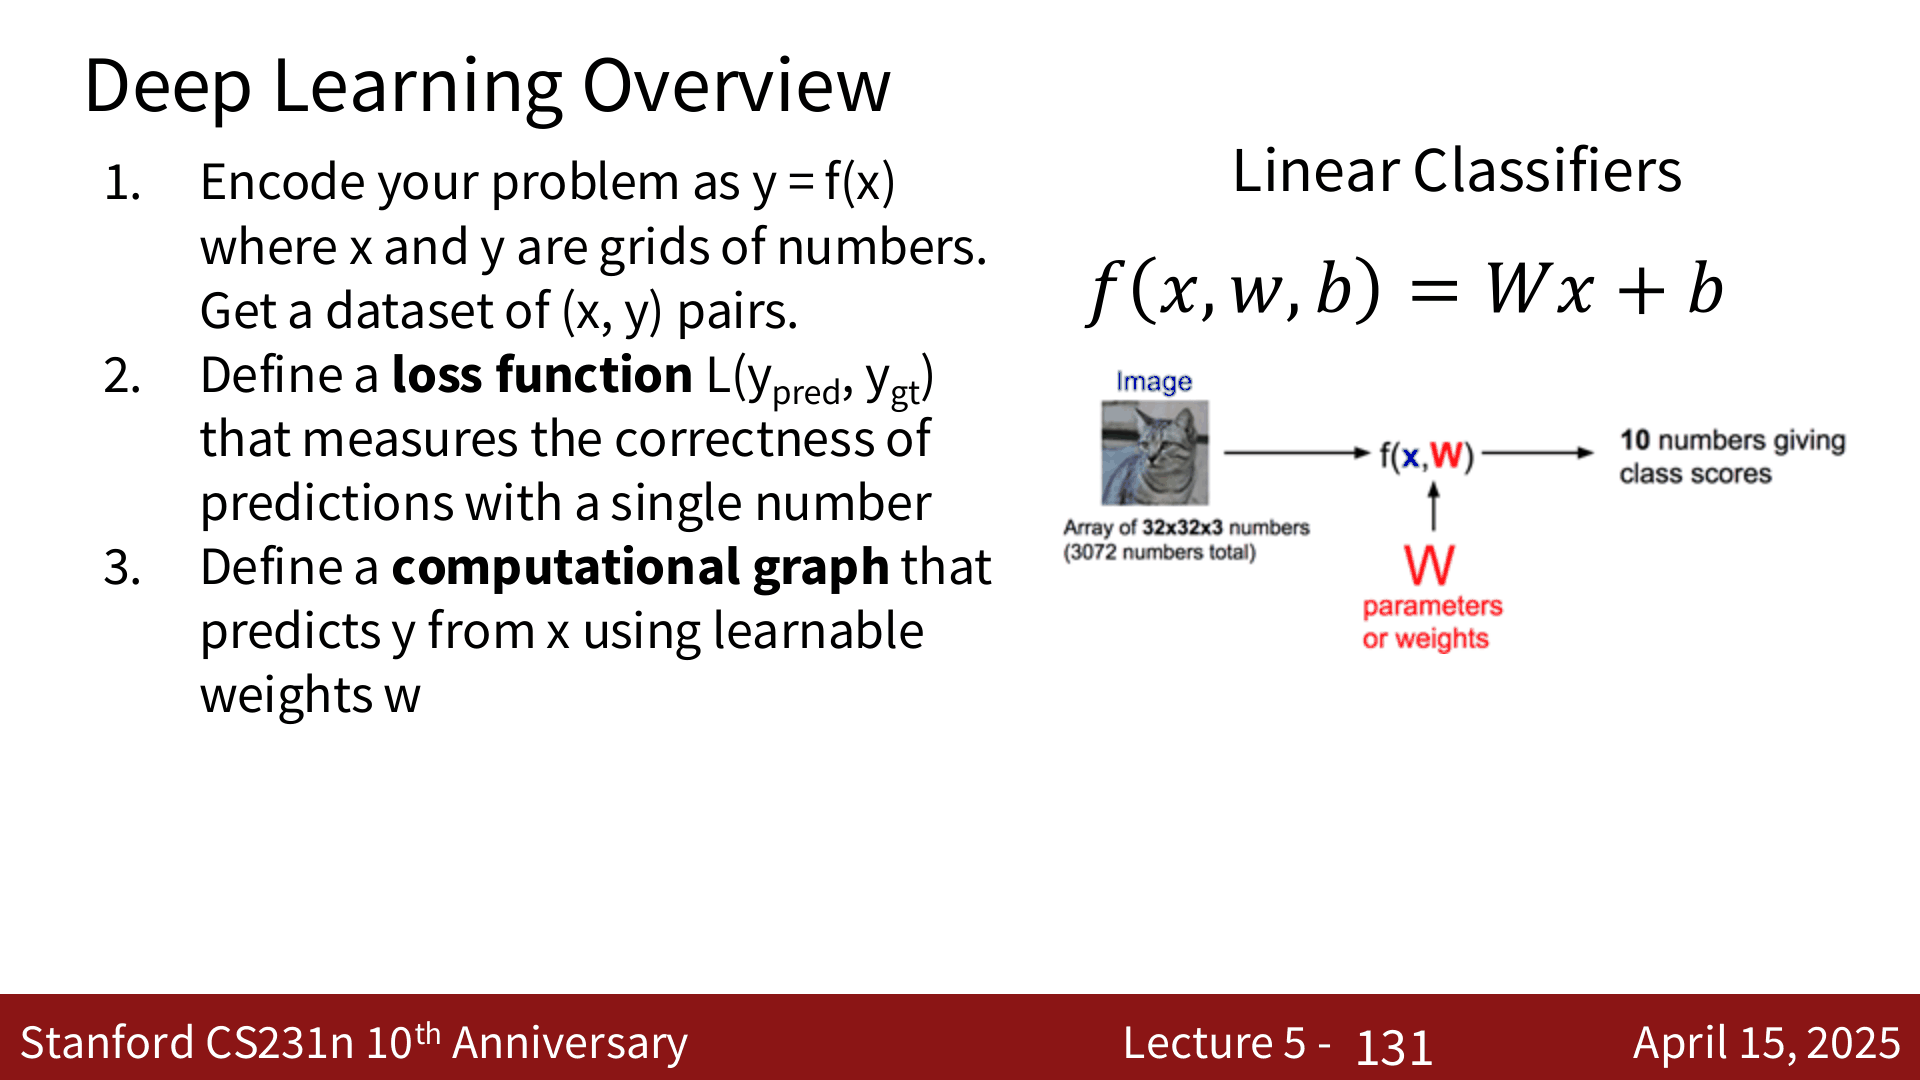 Deep Learning Overview
1. Encode your problem as y = f(x)
where x and y are grids of numbers.
Get a dataset of (x, y) pairs.
2. Define a loss function L(y_pred, y_gt)
that measures the correctness of
predictions with a single number
3. Define a computational graph that
predicts y from x using learnable
weights w
Linear Classifiers
f(x, w, b) = Wx + b
Image
f(x,W)
10 numbers giving
class scores
Array of 32x32x3 numbers
(3072 numbers total)
W
parameters
or weights
Stanford CS231n 10th Anniversary
Lecture 5 - 131
April 15, 2025